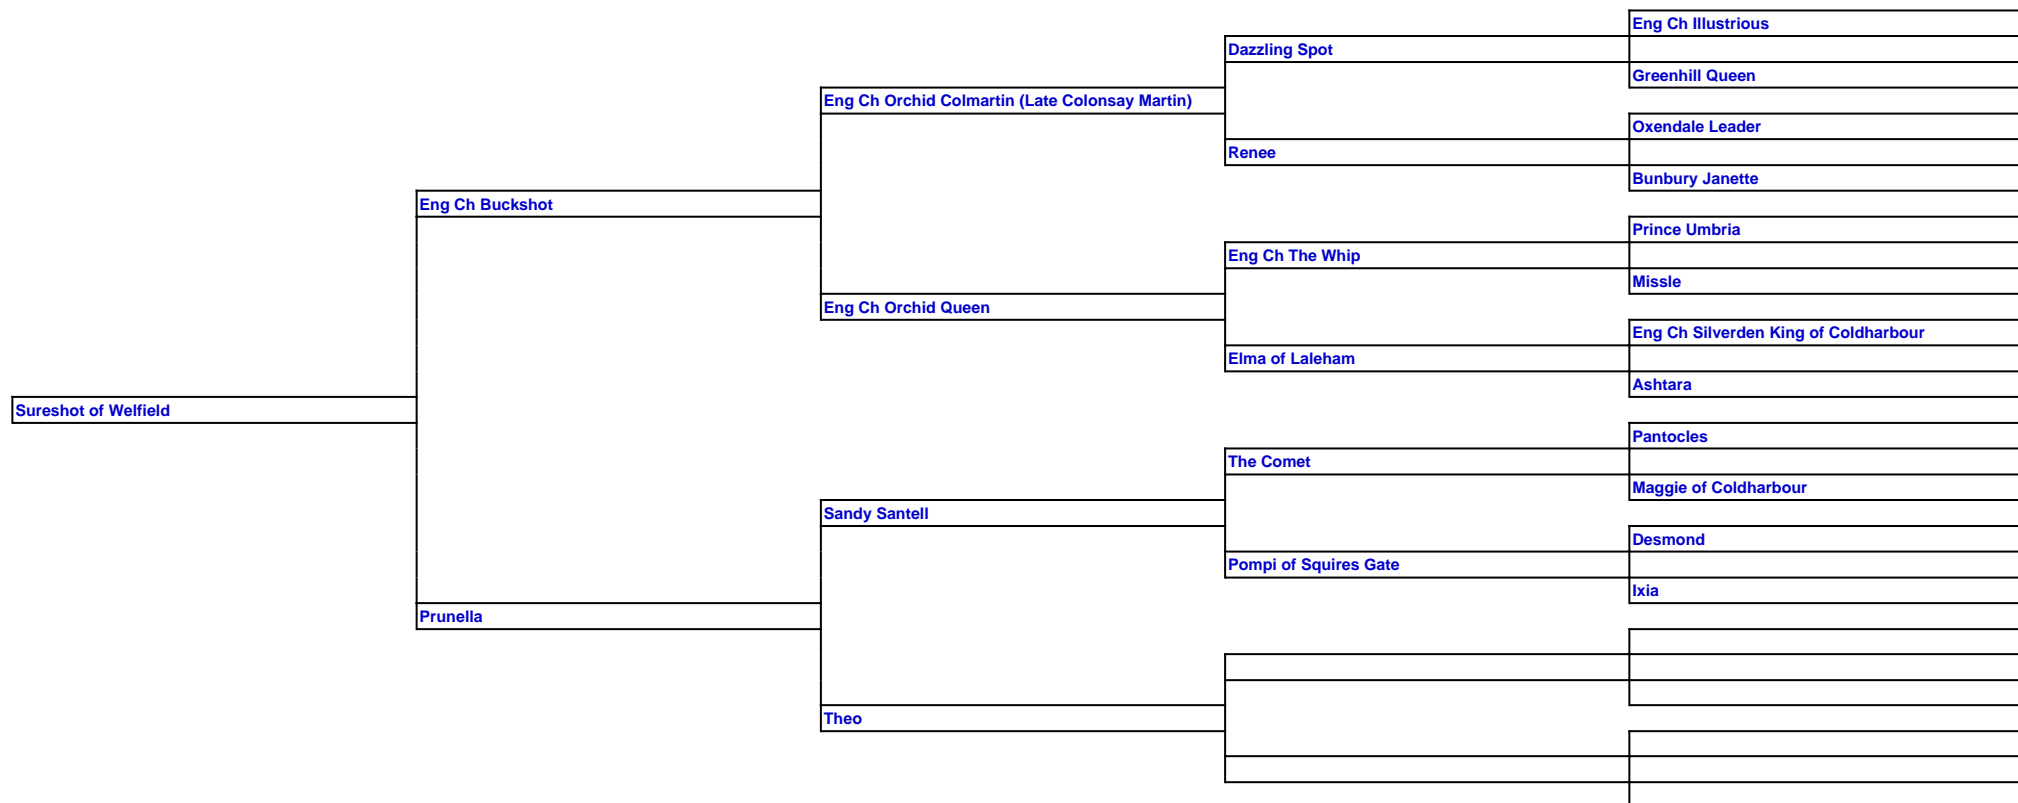 Eng Ch Illustrious
Dazzling Spot
Greenhill Queen
Eng Ch Orchid Colmartin (Late Colonsay Martin)
Oxendale Leader
Renee
Bunbury Janette
Eng Ch Buckshot
Prince Umbria
Eng Ch The Whip
Missle
Eng Ch Orchid Queen
Eng Ch Silverden King of Coldharbour
Elma of Laleham
Ashtara
Sureshot of Welfield
Pantocles
The Comet
Maggie of Coldharbour
Sandy Santell
Desmond
Pompi of Squires Gate
Ixia
Prunella
Theo